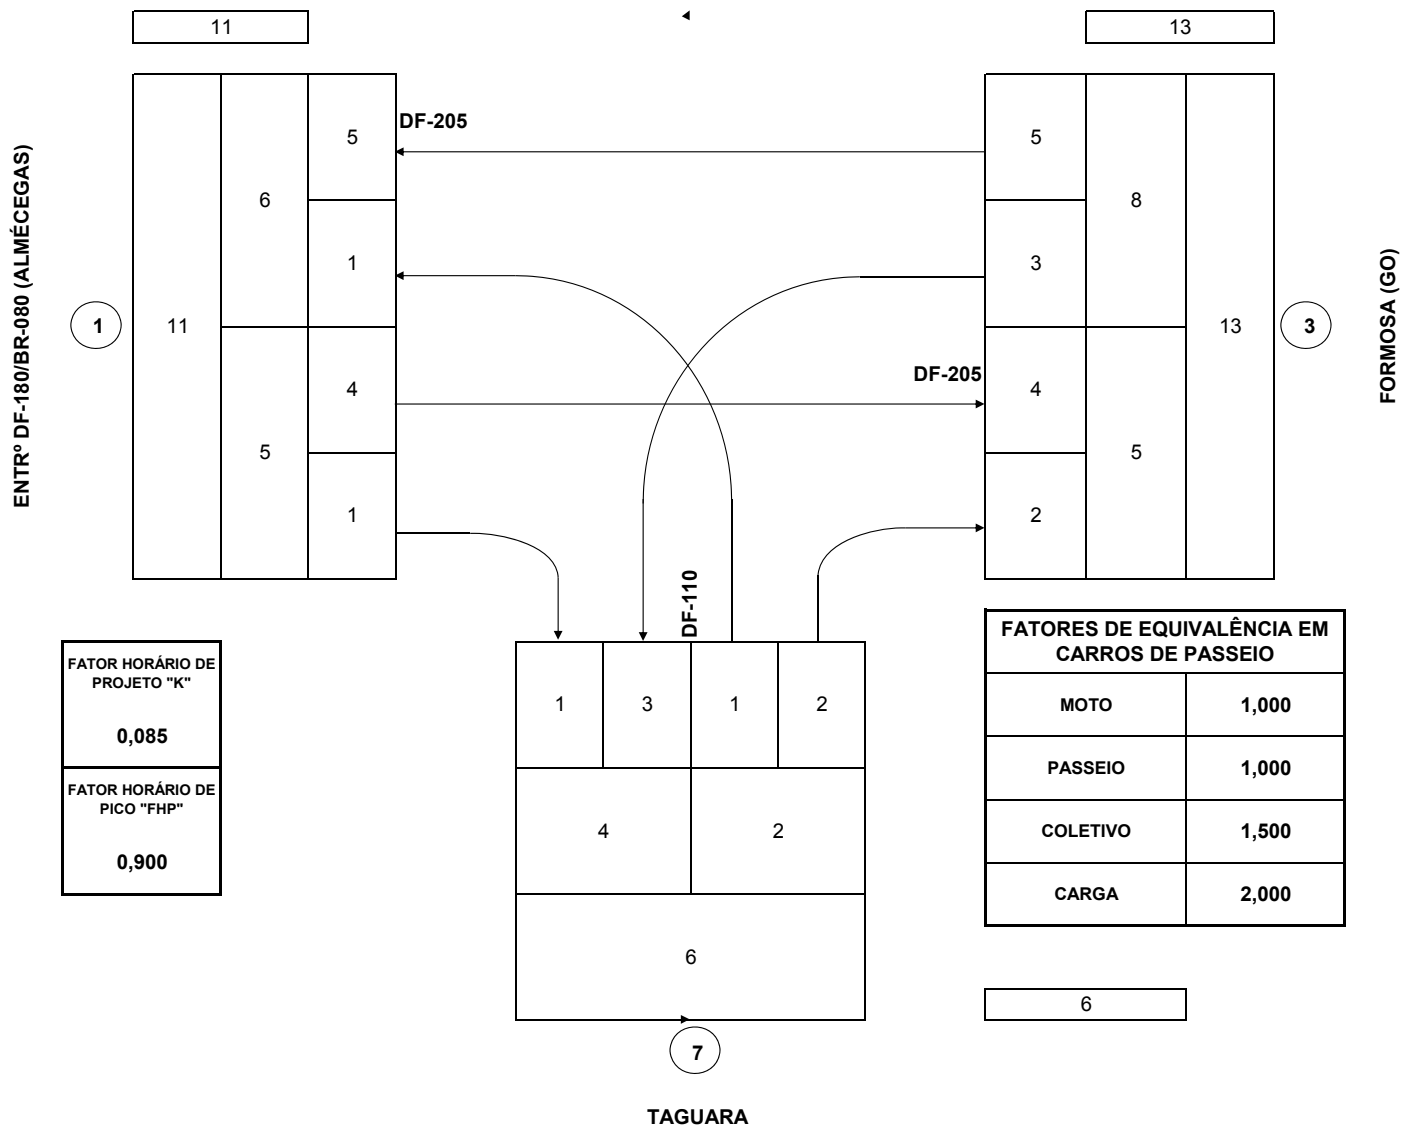 11
13
ENTRº DF-180/BR-080 (ALMÉCEGAS)
1
11
6
5
5
1
4
1
DF-205
DF-205
5
3
4
2
8
5
13
3
FORMOSA (GO)
DF-110
FATOR HORÁRIO DE
PROJETO "K"
0,085
FATOR HORÁRIO DE
PICO "FHP"
0,900
1 3 1 2
4 2
6
7
TAGUARA
FATORES DE EQUIVALÊNCIA EM
CARROS DE PASSEIO
MOTO 1,000
PASSEIO 1,000
COLETIVO 1,500
CARGA 2,000
6